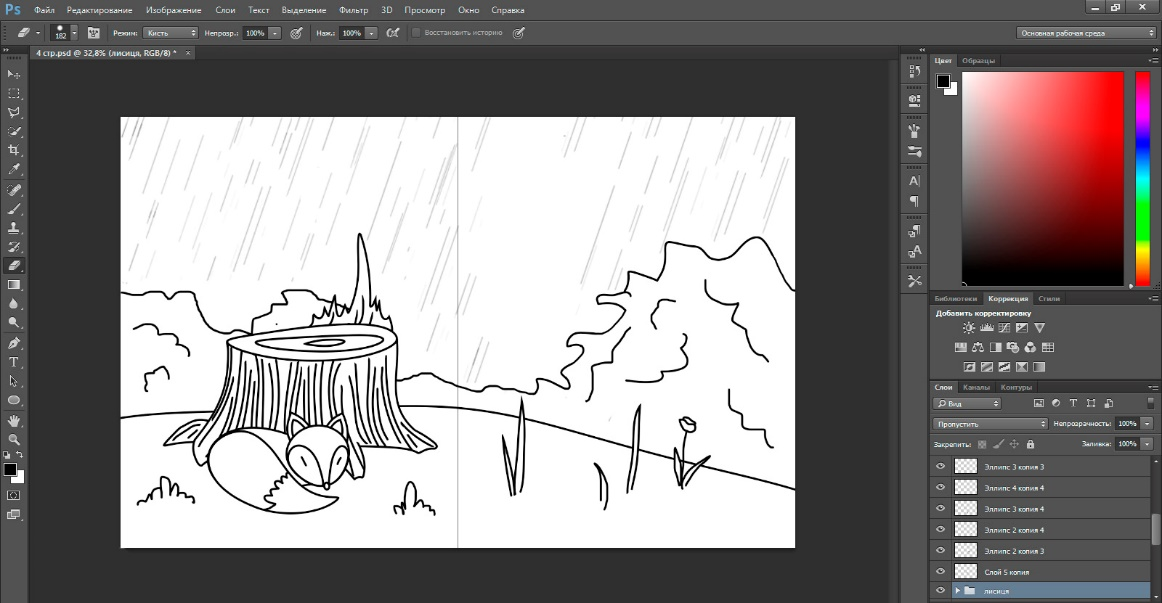 Ps Файл Редактирование Изображение Слои Текст Выделение Фильтр 3D Просмотр Окно Справка
182 Режим: Кисть Непрозр.: 100% Наж.: 100% Восстановить историю Основная рабочая среда
4 стр.psd @ 32,8% (лисиця, RGB/8) * ×
Цвет Образцы
Библиотеки Коррекция Стили
Добавить корректировку
Слои Каналы Контуры
Вид
Пропустить Непрозрачность: 100%
Закрепить: Заливка: 100%
Эллипс 3 копия 3
Эллипс 4 копия 4
Эллипс 3 копия 4
Эллипс 2 копия 4
Эллипс 2 копия 3
Слой 5 копия
лисиця